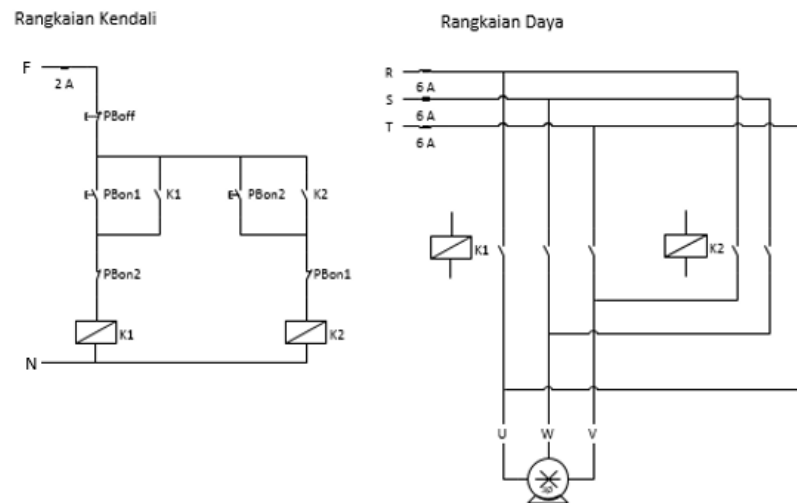 Rangkaian Kendali
Rangkaian Daya
F
2 A
PBoff
PBon1
K1
PBon2
K2
PBon2
PBon1
K1
K2
N
R
6 A
S
6 A
T
6 A
K1
K2
U
W
V